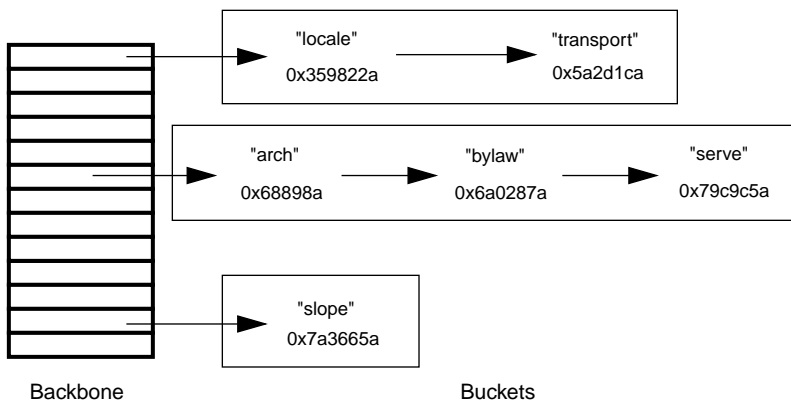 "locale"
"transport"
0x359822a
0x5a2d1ca
"arch"
"bylaw"
"serve"
0x68898a
0x6a0287a
0x79c9c5a
"slope"
0x7a3665a
Backbone
Buckets